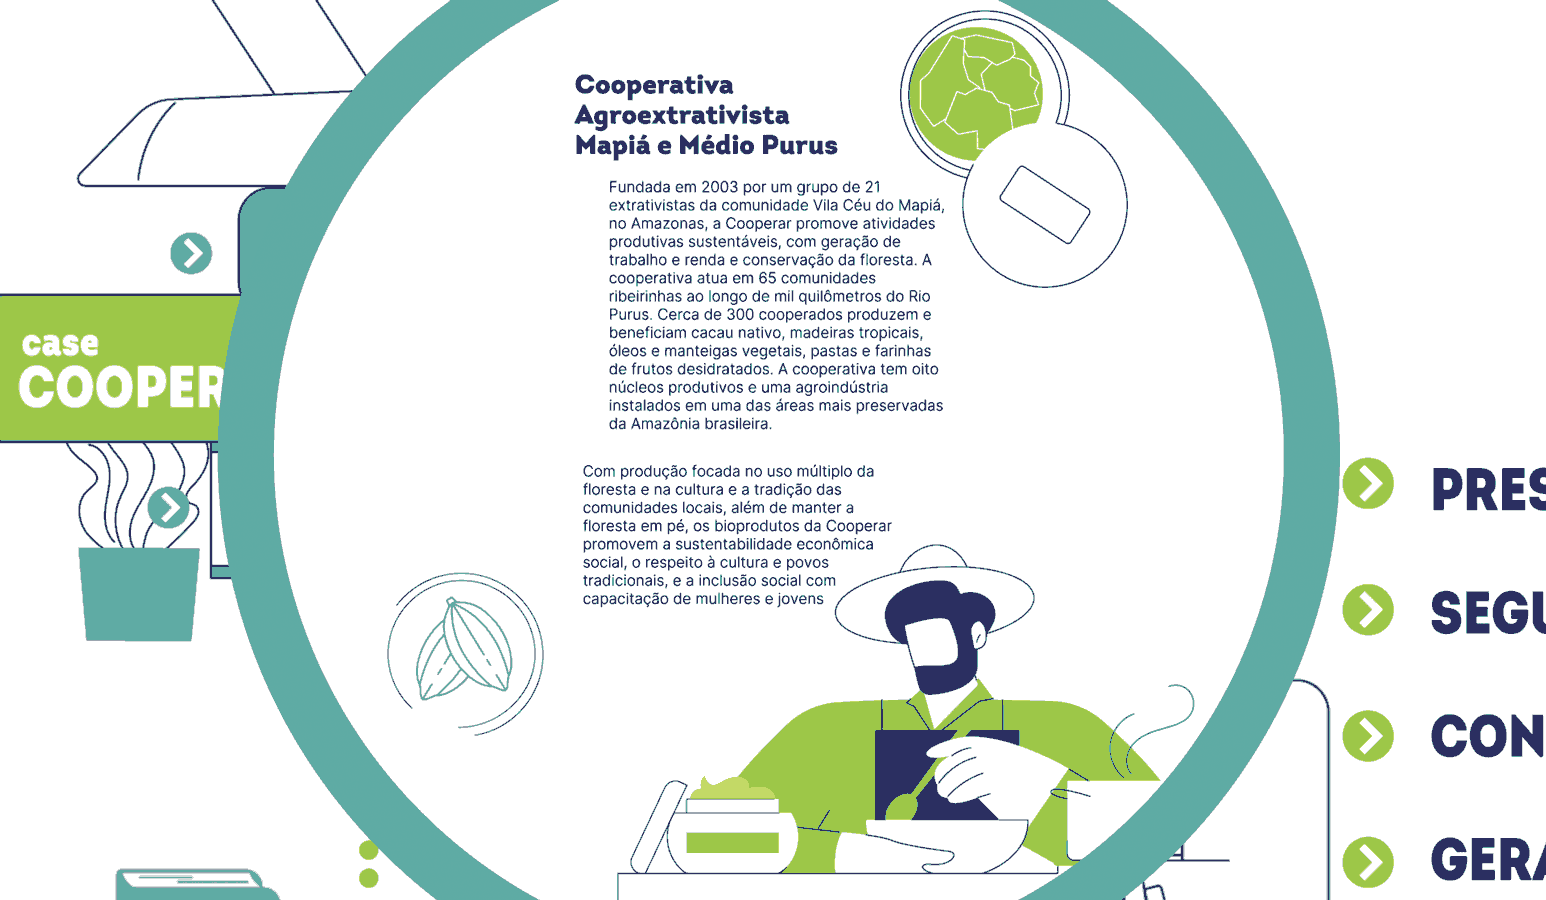 Cooperativa
Agroextrativista
Mapiá e Médio Purus
Fundada em 2003 por um grupo de 21
extrativistas da comunidade Vila Céu do Mapiá,
no Amazonas, a Cooperar promove atividades
produtivas sustentáveis, com geração de
trabalho e renda e conservação da floresta. A
cooperativa atua em 65 comunidades
ribeirinhas ao longo de mil quilômetros do Rio
Purus. Cerca de 300 cooperados produzem e
beneficiam cacau nativo, madeiras tropicais,
óleos e manteigas vegetais, pastas e farinhas
de frutos desidratados. A cooperativa tem oito
núcleos produtivos e uma agroindústria
instalados em uma das áreas mais preservadas
da Amazônia brasileira.
Com produção focada no uso múltiplo da
floresta e na cultura e a tradição das
comunidades locais, além de manter a
floresta em pé, os bioprodutos da Cooperar
promovem a sustentabilidade econômica
social, o respeito à cultura e povos
tradicionais, e a inclusão social com
capacitação de mulheres e jovens
case
COOPER
PRES
SEGU
CON
GERA